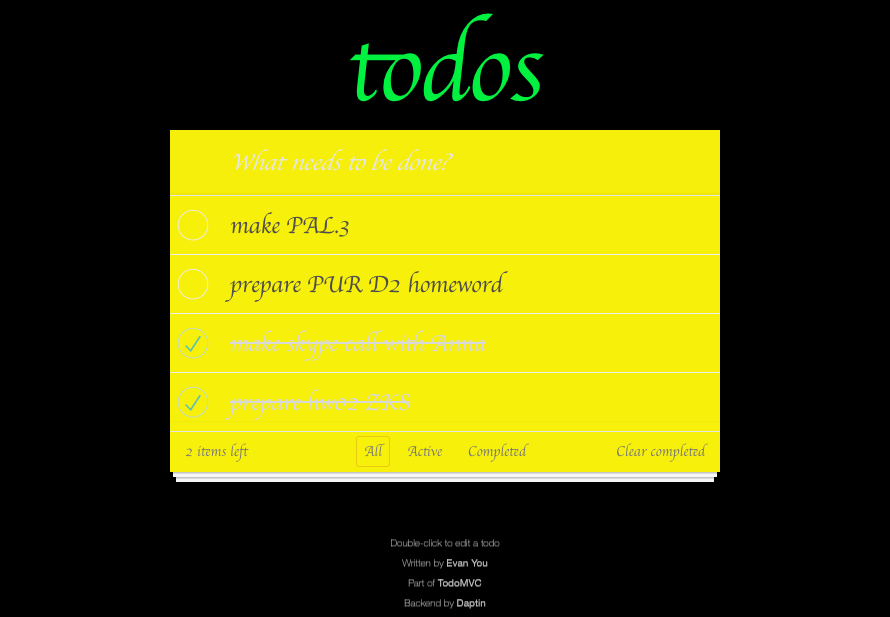 todos
What needs to be done?
make PAL.3
prepare PUR D2 homeword
make skype call with Anna
prepare hw02 ZKS
2 items left All Active Completed Clear completed
Double-click to edit a todo
Written by Evan You
Part of TodoMVC
Backend by Daptin